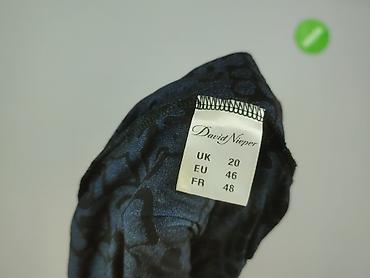 David Nieper
UK 20
EU 46
FR 48